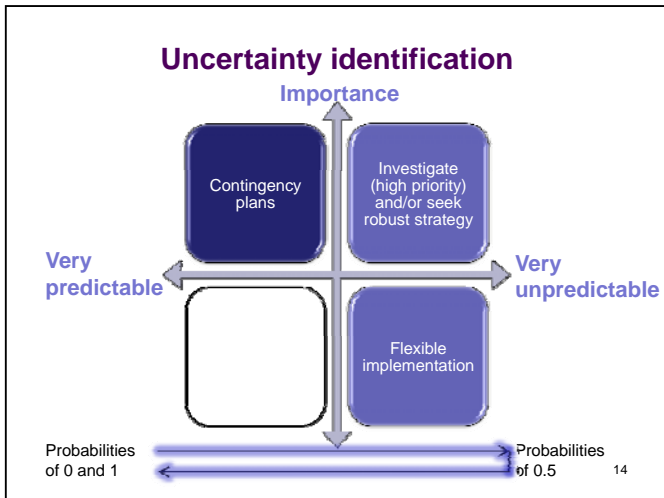 Uncertainty identification
Importance
Contingency
plans
Investigate
(high priority)
and/or seek
robust strategy
Very
predictable
Very
unpredictable
Flexible
implementation
Probabilities
of 0 and 1
Probabilities
of 0.5
14